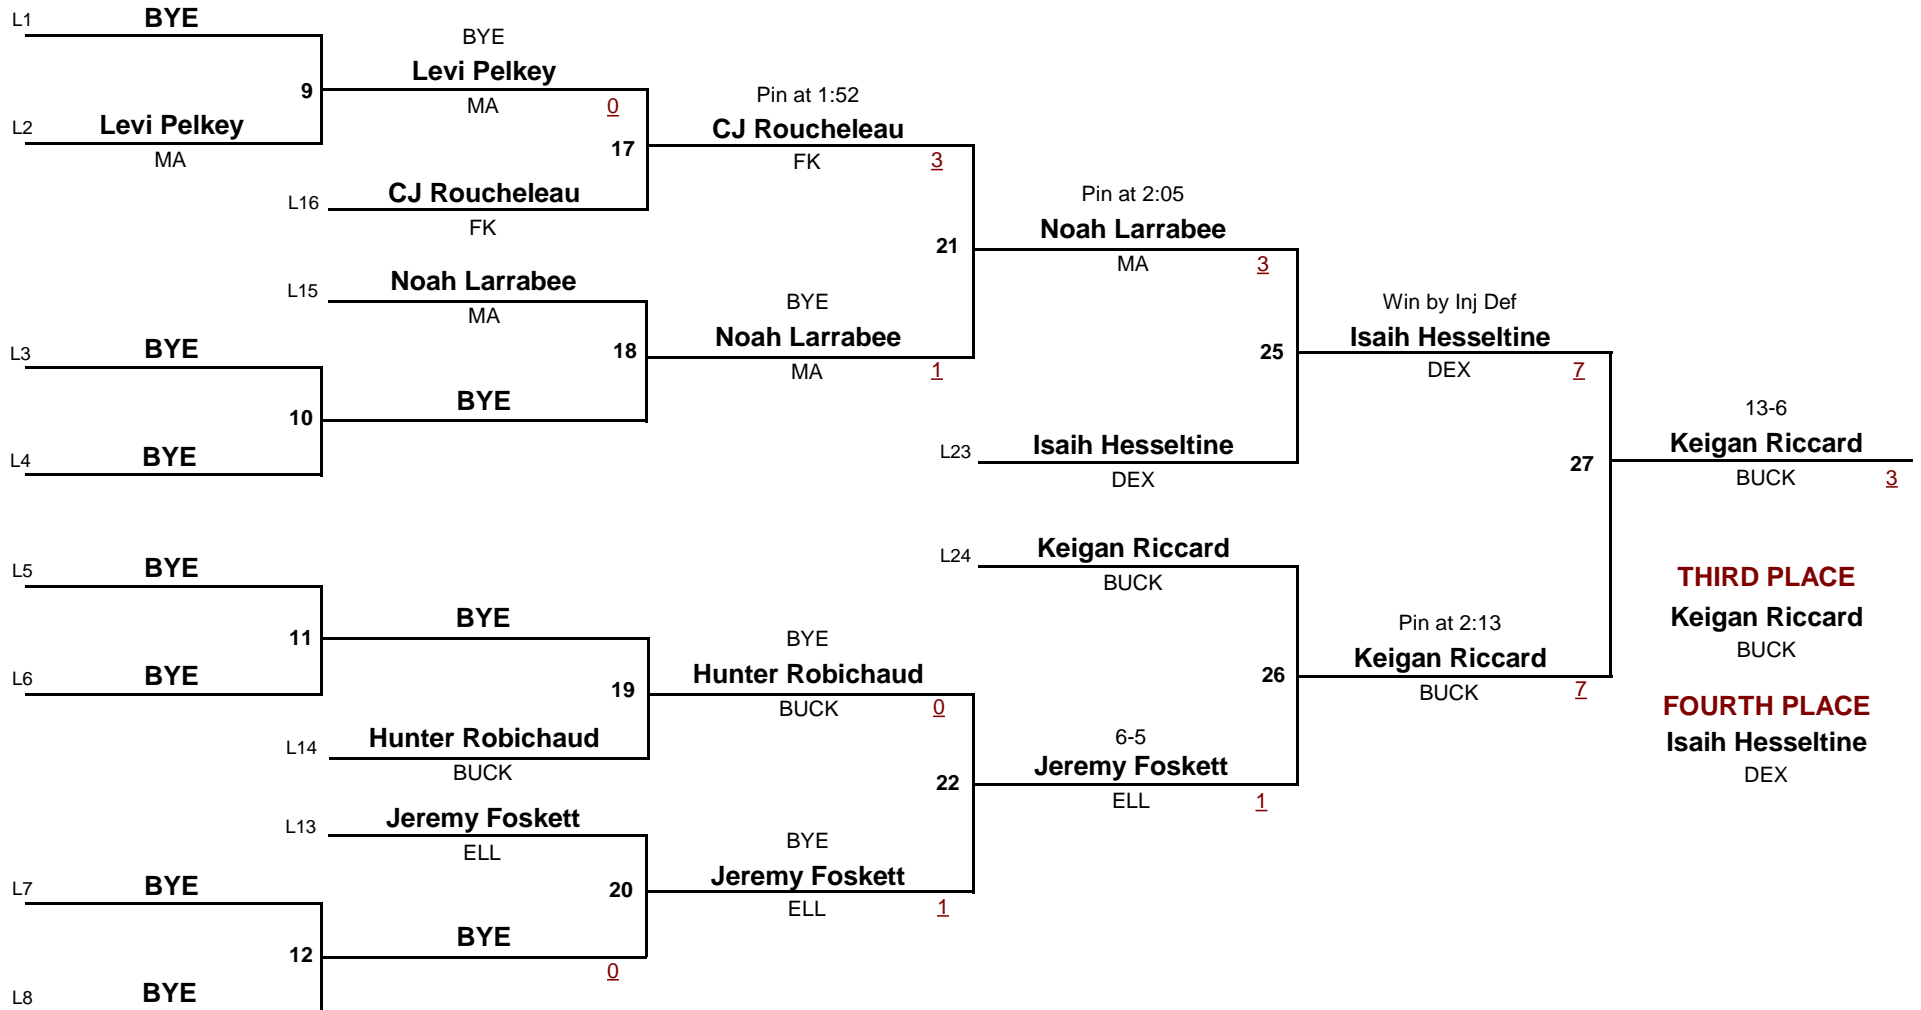 L1
BYE
BYE
Levi Pelkey
9
MA
0
L2
Levi Pelkey
MA
Pin at 1:52
CJ Roucheleau
17
FK
3
L16
CJ Roucheleau
FK
Pin at 2:05
Noah Larrabee
21
MA
3
L15
Noah Larrabee
MA
BYE
Noah Larrabee
18
MA
1
L3
BYE
10
BYE
L4
BYE
Win by Inj Def
Isaih Hesseltine
25
DEX
7
L23
Isaih Hesseltine
DEX
13-6
Keigan Riccard
27
BUCK
3
L24
Keigan Riccard
BUCK
L5
BYE
11
BYE
L6
BYE
BYE
Hunter Robichaud
19
BUCK
0
L14
Hunter Robichaud
BUCK
Pin at 2:13
Keigan Riccard
26
BUCK
7
6-5
Jeremy Foskett
22
ELL
1
L13
Jeremy Foskett
ELL
BYE
Jeremy Foskett
20
ELL
1
L7
BYE
12
BYE
0
L8
BYE
THIRD PLACE
Keigan Riccard
BUCK
FOURTH PLACE
Isaih Hesseltine
DEX